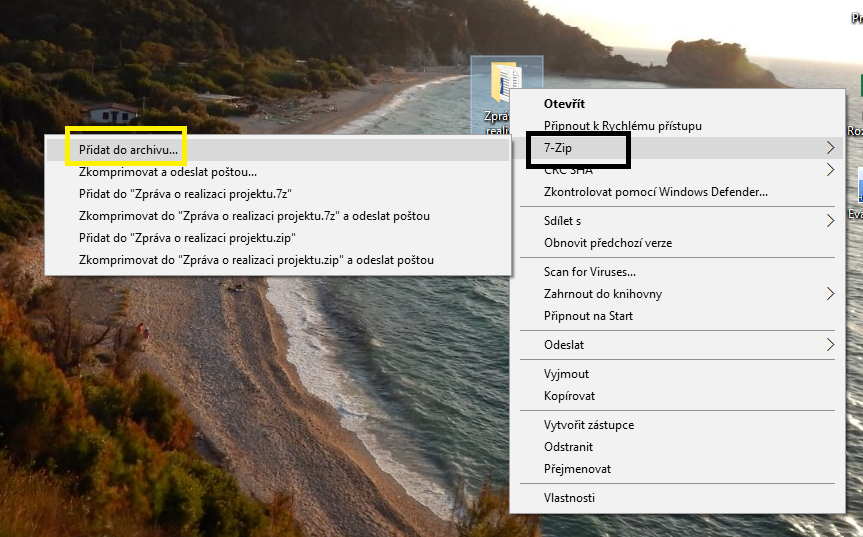 Zpráv
reali
Otevřít
Připnout k Rychlému přístupu
7-Zip
CRC SHA
Zkontrolovat pomocí Windows Defender...
Sdílet s
Obnovit předchozí verze
Scan for Viruses...
Zahrnout do knihovny
Připnout na Start
Odeslat
Vyjmout
Kopírovat
Vytvořit zástupce
Odstranit
Přejmenovat
Vlastnosti
Přidat do archivu...
Zkomprimovat a odeslat poštou...
Přidat do "Zpráva o realizaci projektu.7z"
Zkomprimovat do "Zpráva o realizaci projektu.7z" a odeslat poštou
Přidat do "Zpráva o realizaci projektu.zip"
Zkomprimovat do "Zpráva o realizaci projektu.zip" a odeslat poštou
Roz
Eva